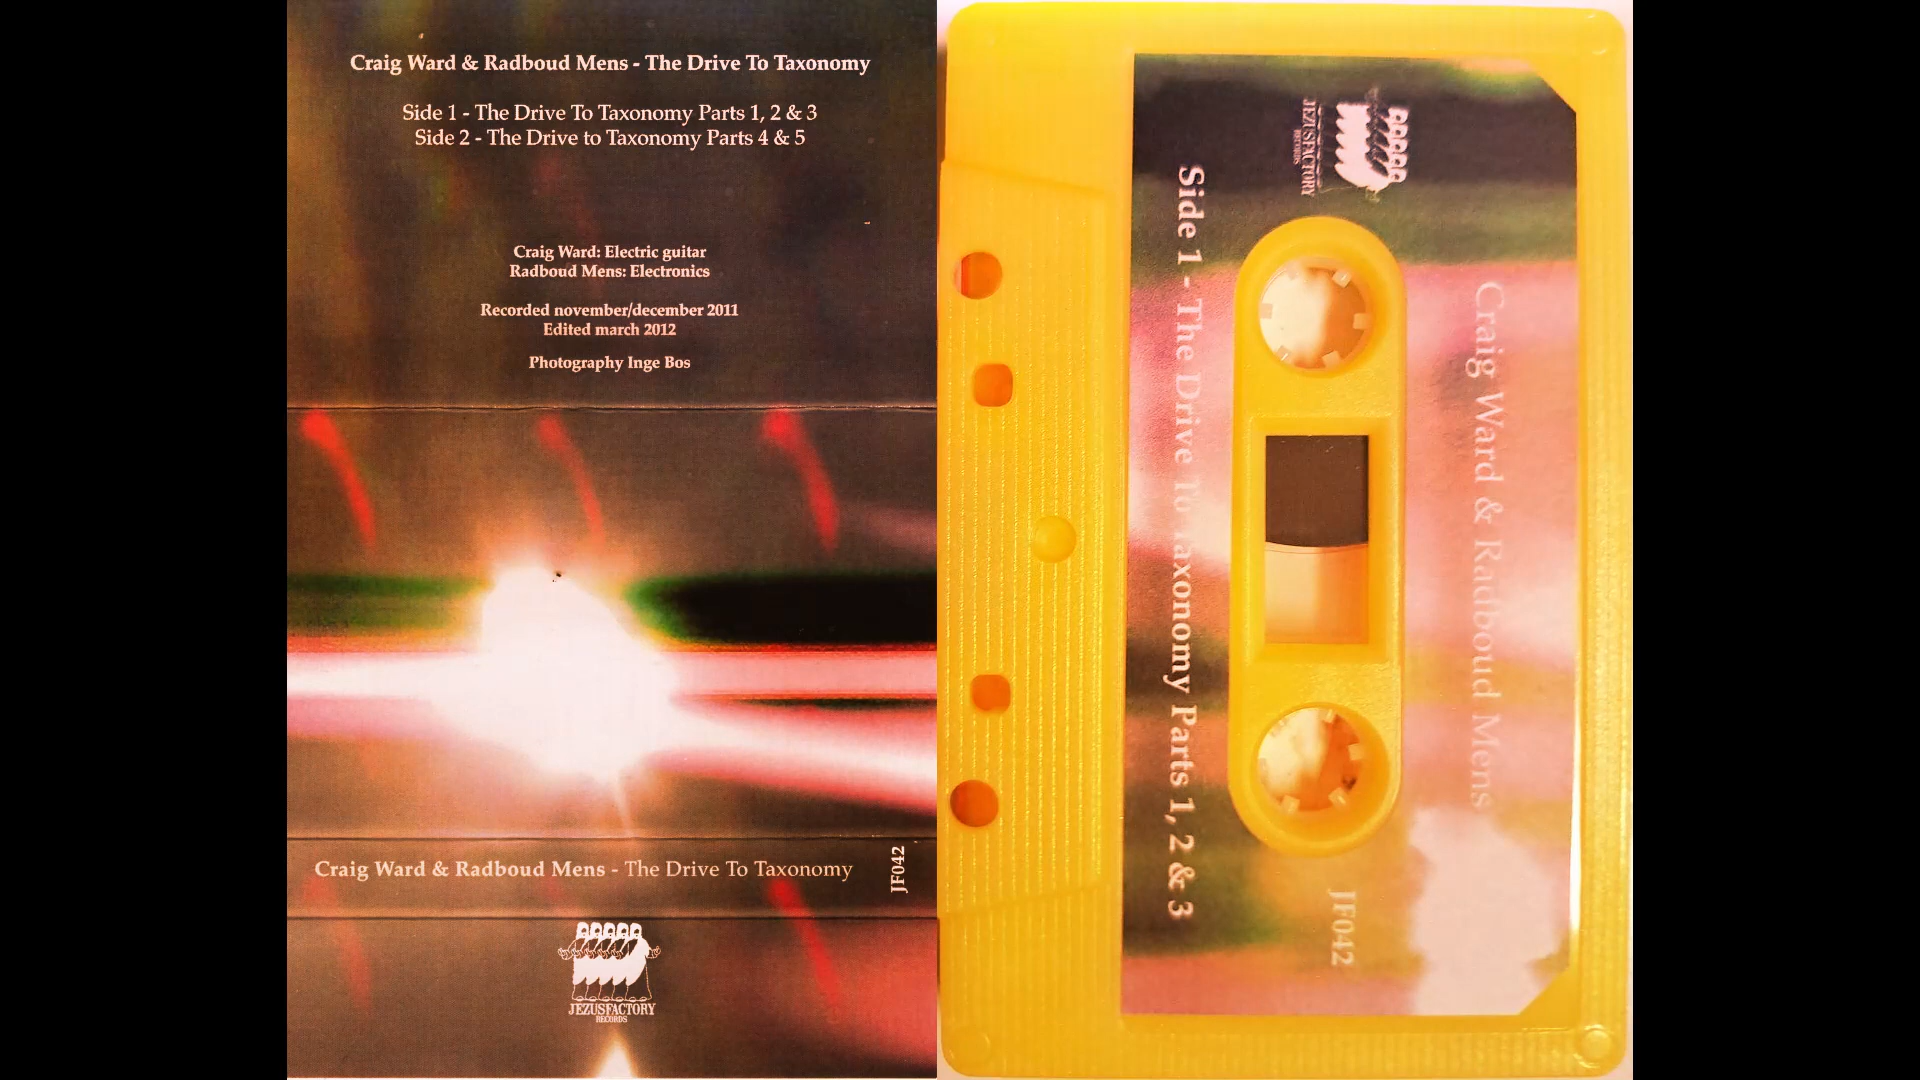 Craig Ward & Radboud Mens - The Drive To Taxonomy
Side 1 - The Drive To Taxonomy Parts 1, 2 & 3
Side 2 - The Drive to Taxonomy Parts 4 & 5
Craig Ward: Electric guitar
Radboud Mens: Electronics
Recorded november/december 2011
Edited march 2012
Photography Inge Bos
Craig Ward & Radboud Mens - The Drive To Taxonomy
JF042
JEZUSFACTORY
RECORDS
JEZUSFACTORY
RECORDS
Craig Ward & Radboud Mens
JF042
Side 1 - The Drive To Taxonomy Parts 1, 2 & 3